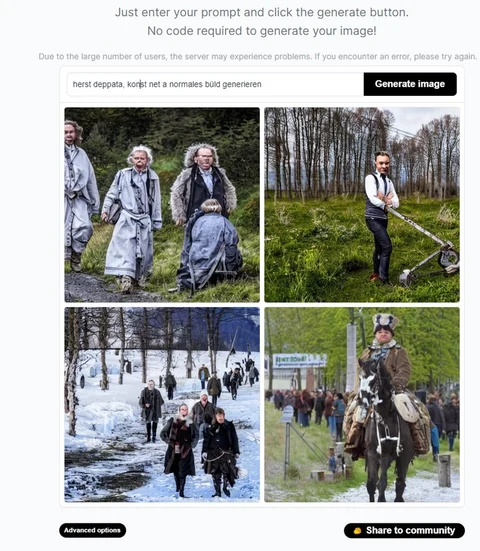 Just enter your prompt and click the generate button.
No code required to generate your image!
Due to the large number of users, the server may experience problems. If you encounter an error, please try again.
herst deppata, konst net a normales büld generieren
Generate image
Advanced options
Share to community